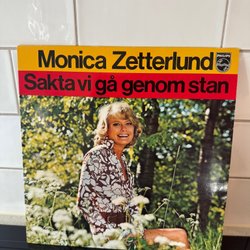 Monica Zetterlund
Sakta vi gå genom stan